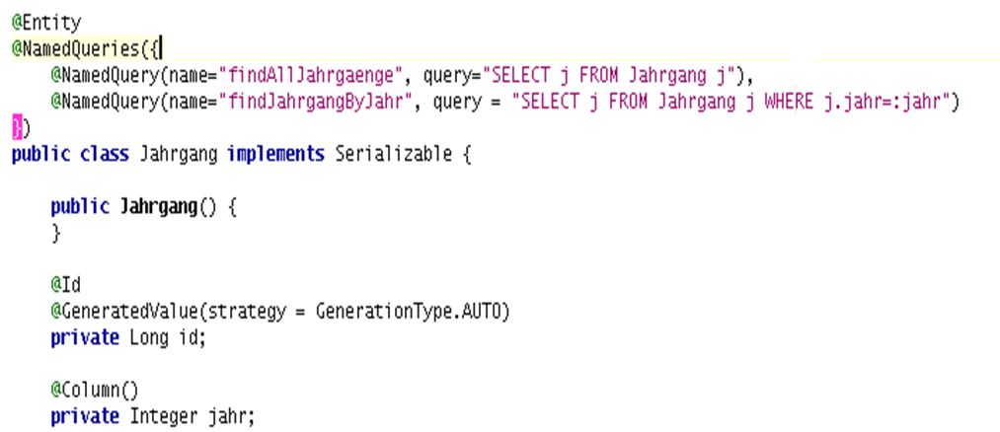 @Entity
@NamedQueries({
@NamedQuery(name="findAllJahrgaenge", query="SELECT j FROM Jahrgang j"),
@NamedQuery(name="findJahrgangByJahr", query = "SELECT j FROM Jahrgang j WHERE j.jahr=:jahr")
})
public class Jahrgang implements Serializable {
public Jahrgang() {
}
@Id
@GeneratedValue(strategy = GenerationType.AUTO)
private Long id;
@Column()
private Integer jahr;